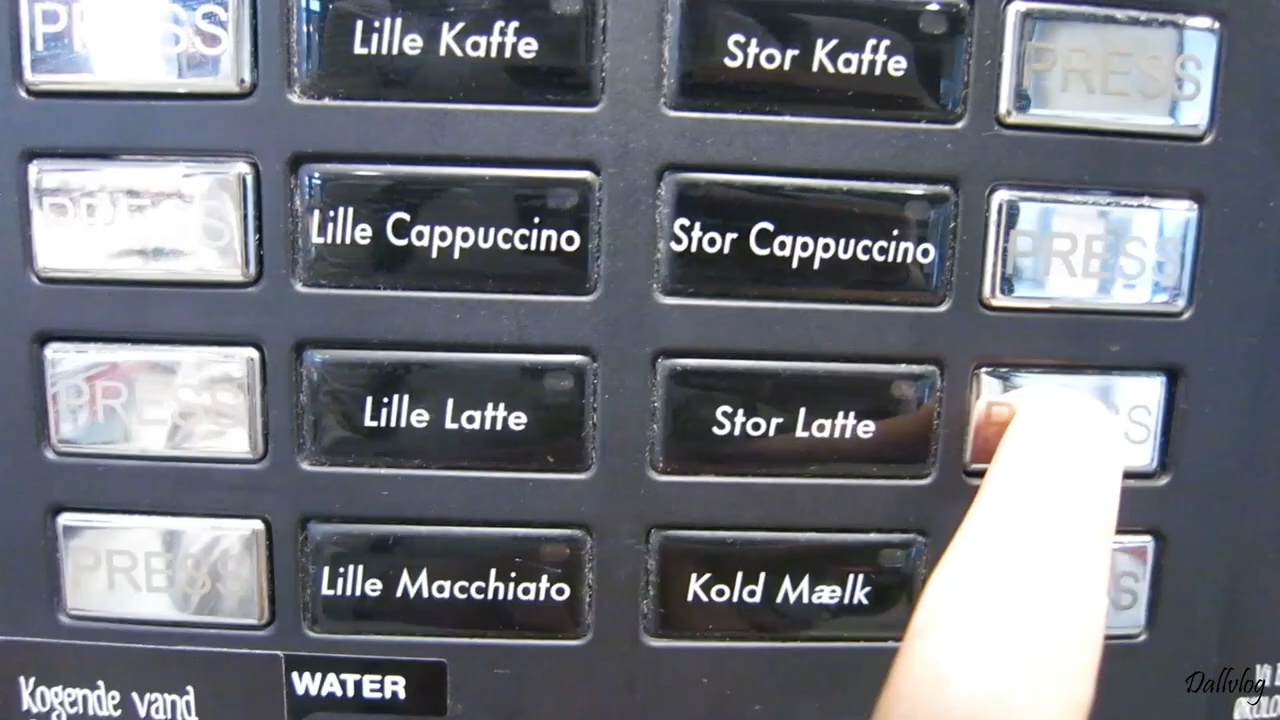 PRESS Lille Kaffe Stor Kaffe PRESS
PRESS Lille Cappuccino Stor Cappuccino PRESS
PRESS Lille Latte Stor Latte
PRESS Lille Macchiato Kold Mælk
Kogende vand WATER
Dallvlog